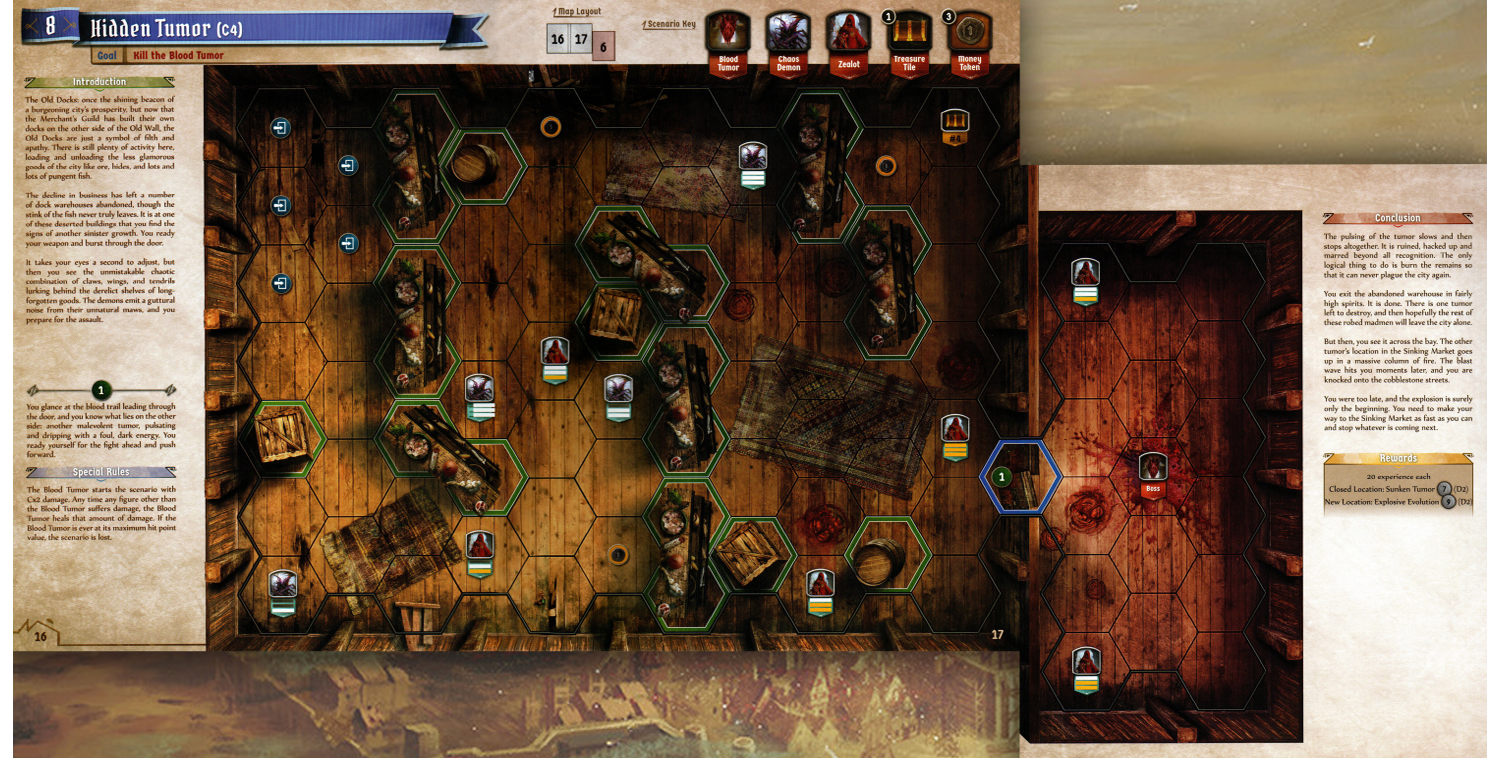 8 Hidden Tumor (C4)
Goal Kill the Blood Tumor
Map Layout
16 17 6
Scenario Key
Blood Tumor
Chaos Demon
Zealot
1
Treasure Tile
3
Money Token
Introduction
The Old Docks: once the shining beacon of
a burgeoning city's prosperity, but now that
the Merchant's Guild has built their own
docks on the other side of the Old Wall, the
Old Docks are just a symbol of filth and
apathy. There is still plenty of activity here,
loading and unloading the less glamorous
goods of the city like ore, hides, and lots and
lots of pungent fish.
The decline in business has left a number
of dock warehouses abandoned, though the
stink of the fish never truly leaves. It is at one
of these deserted buildings that you find the
signs of another sinister growth. You ready
your weapon and burst through the door.
It takes your eyes a second to adjust, but
then you see the unmistakable chaotic
combination of claws, wings, and tendrils
lurking behind the derelict shelves of long-
forgotten goods. The demons emit a guttural
noise from their unnatural maws, and you
prepare for the assault.
1
You glance at the blood trail leading through
the door, and you know what lies on the other
side: another malevolent tumor, pulsating
and dripping with a foul, dark energy. You
ready yourself for the fight ahead and push
forward.
Special Rules
The Blood Tumor starts the scenario with
Cx2 damage. Any time any figure other than
the Blood Tumor suffers damage, the Blood
Tumor heals that amount of damage. If the
Blood Tumor is ever at its maximum hit point
value, the scenario is lost.
16
#4
1
Boss
17
Conclusion
The pulsing of the tumor slows and then
stops altogether. It is ruined, hacked up and
marred beyond all recognition. The only
logical thing to do is burn the remains so
that it can never plague the city again.
You exit the abandoned warehouse in fairly
high spirits. It is done. There is one tumor
left to destroy, and then hopefully the rest of
these robed madmen will leave the city alone.
But then, you see it across the bay. The other
tumor's location in the Sinking Market goes
up in a massive column of fire. The blast
wave hits you moments later, and you are
knocked onto the cobblestone streets.
You were too late, and the explosion is surely
only the beginning. You need to make your
way to the Sinking Market as fast as you can
and stop whatever is coming next.
Rewards
20 experience each
Closed Location: Sunken Tumor 7 (D2)
New Location: Explosive Evolution 9 (D2)